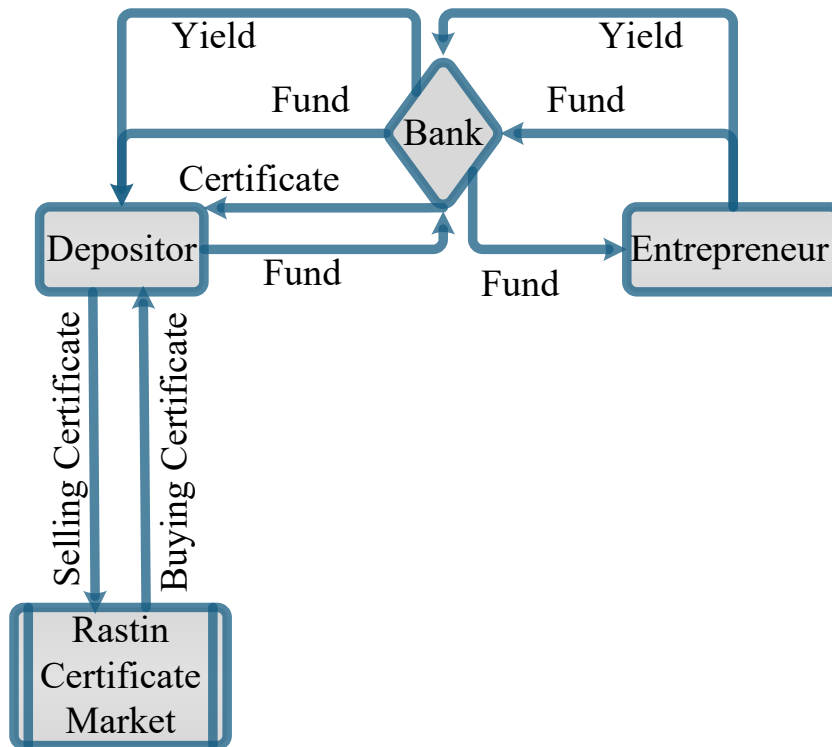 Yield
Yield
Fund
Fund
Bank
Certificate
Depositor
Entrepreneur
Fund
Fund
Selling Certificate
Buying Certificate
Rastin
Certificate
Market